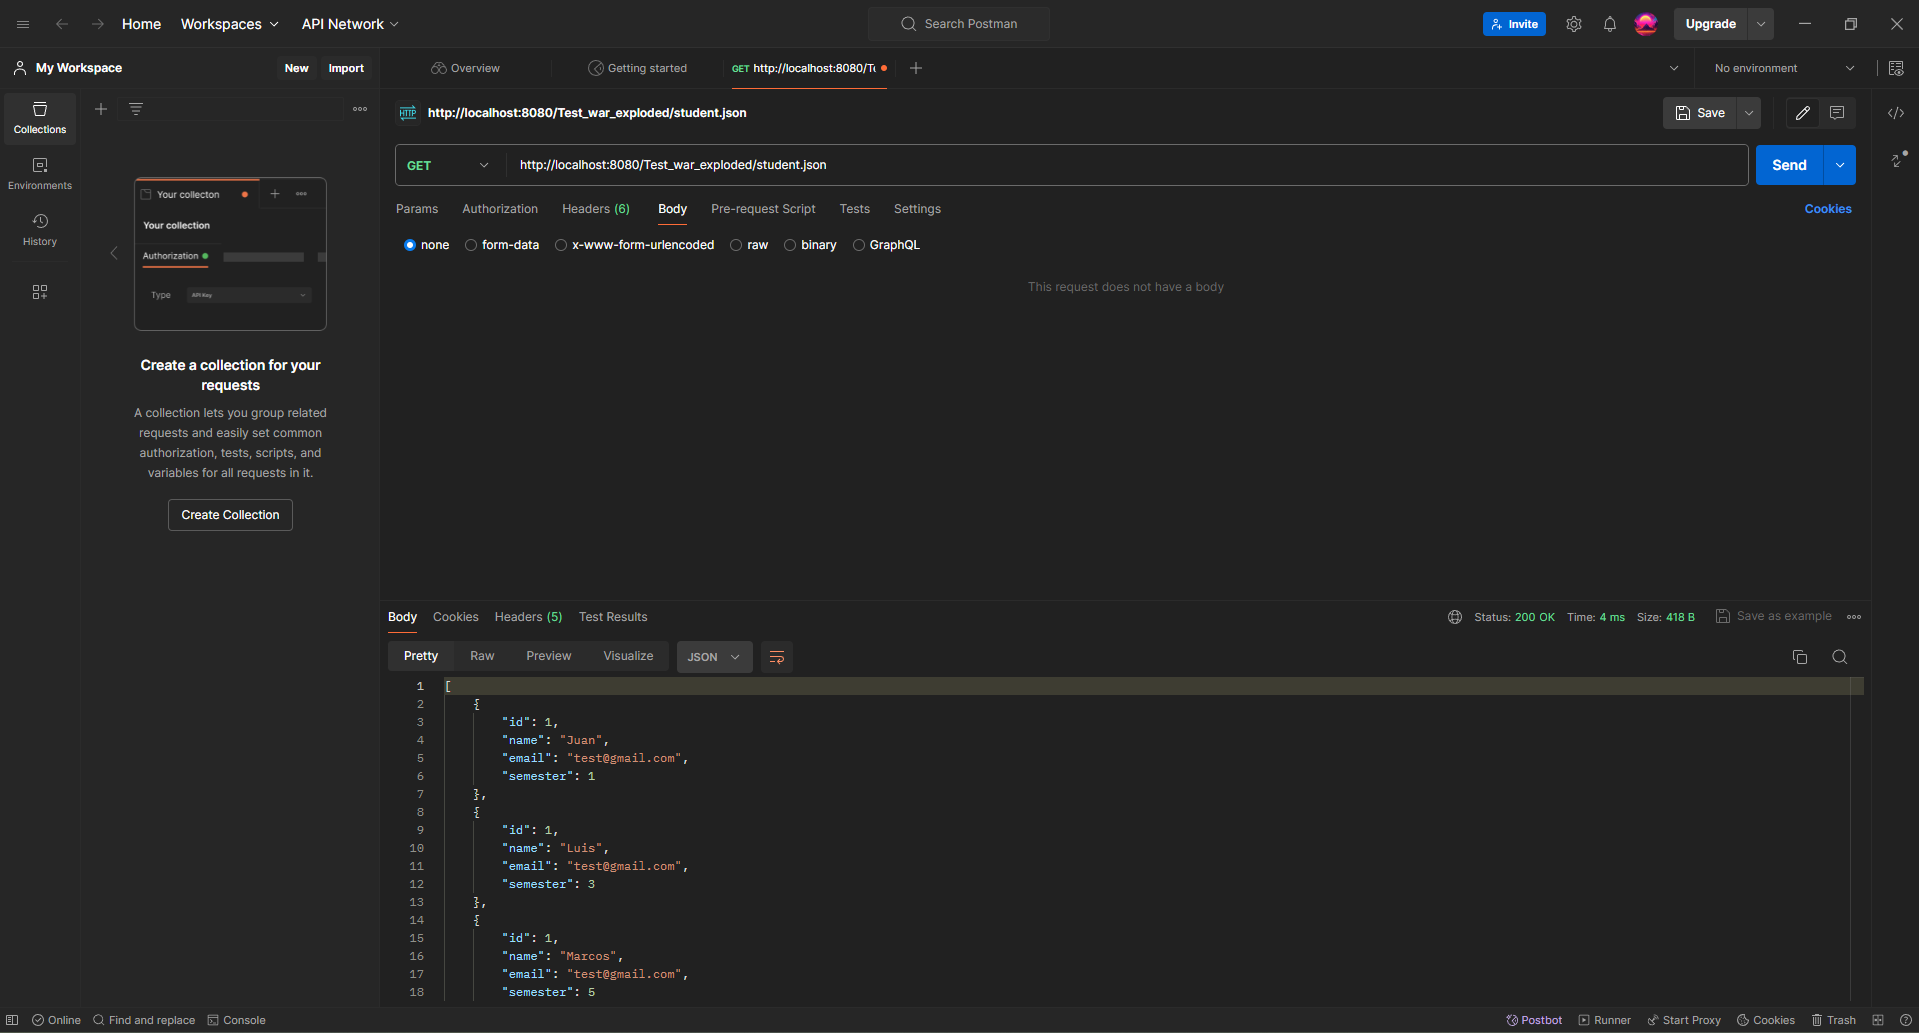 Home Workspaces API Network Search Postman Invite Upgrade
My Workspace New Import Overview Getting started GET http://localhost:8080/Te No environment
Collections
Environments
History
Your collecton
Your collection
Authorization
Type API Key
Create a collection for your
requests
A collection lets you group related
requests and easily set common
authorization, tests, scripts, and
variables for all requests in it.
Create Collection
HTTP http://localhost:8080/Test_war_exploded/student.json Save
GET http://localhost:8080/Test_war_exploded/student.json Send
Params Authorization Headers (6) Body Pre-request Script Tests Settings Cookies
none form-data x-www-form-urlencoded raw binary GraphQL
This request does not have a body
Body Cookies Headers (5) Test Results Status: 200 OK Time: 4 ms Size: 418 B Save as example
Pretty Raw Preview Visualize JSON
1 [
2 {
3 "id": 1,
4 "name": "Juan",
5 "email": "test@gmail.com",
6 "semester": 1
7 },
8 {
9 "id": 1,
10 "name": "Luis",
11 "email": "test@gmail.com",
12 "semester": 3
13 },
14 {
15 "id": 1,
16 "name": "Marcos",
17 "email": "test@gmail.com",
18 "semester": 5
Online Find and replace Console Postbot Runner Start Proxy Cookies Trash